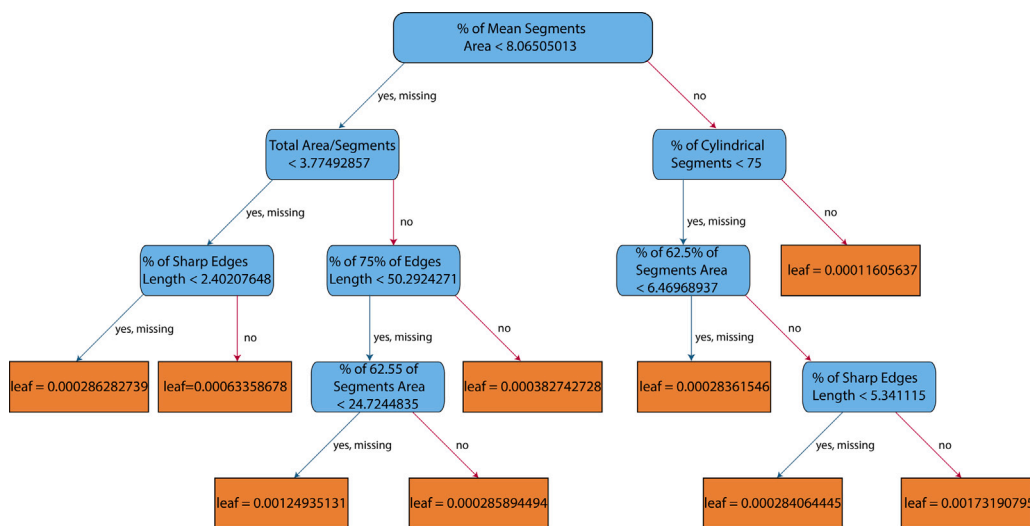 % of Mean Segments
Area < 8.06505013
yes, missing
no
Total Area/Segments
< 3.77492857
% of Cylindrical
Segments < 75
yes, missing
no
yes, missing
no
% of Sharp Edges
Length < 2.40207648
% of 75% of Edges
Length < 50.2924271
% of 62.5% of
Segments Area
< 6.46968937
leaf = 0.00011605637
yes, missing
no
yes, missing
no
yes, missing
no
leaf = 0.000286282739
leaf=0.00063358678
% of 62.55 of
Segments Area
< 24.7244835
leaf = 0.000382742728
leaf = 0.00028361546
% of Sharp Edges
Length < 5.341115
yes, missing
no
yes, missing
no
leaf = 0.00124935131
leaf = 0.000285894494
leaf = 0.000284064445
leaf = 0.00173190795